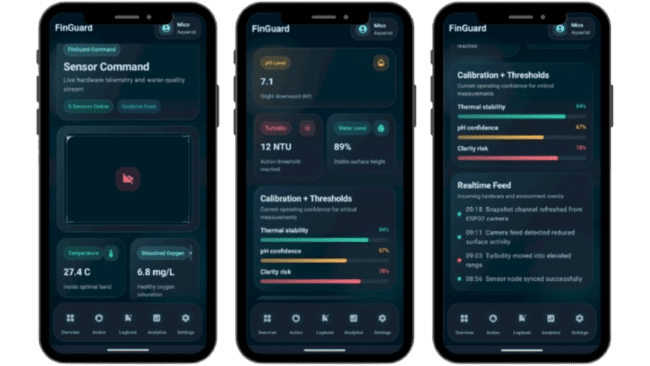 FinGuard
Mico
Aquarist
FinGuard Command
Sensor Command
Live hardware telemetry and water-quality
stream
5 Sensors Online
Realtime Feed
Temperature
27.4 C
Inside optimal band
Dissolved Oxygen
6.8 mg/L
Healthy oxygen
saturation
Overview
Action
Logbook
Analytics
Settings
FinGuard
Mico
Aquarist
pH Level
7.1
Slight downward drift
Turbidity
12 NTU
Action threshold
reached
Water Level
89%
Stable surface height
Calibration + Thresholds
Current operating confidence for critical
measurements
Thermal stability
84%
pH confidence
67%
Clarity risk
78%
Overview
Action
Logbook
Analytics
Settings
FinGuard
Mico
Aquarist
reached
Calibration + Thresholds
Current operating confidence for critical
measurements
Thermal stability
84%
pH confidence
67%
Clarity risk
78%
Realtime Feed
Incoming hardware and environment events
09:18 Snapshot channel refreshed from
ESP32 camera
09:11 Camera feed detected reduced
surface activity
09:03 Turbidity moved into elevated
range
08:56 Sensor node synced successfully
Overview
Action
Logbook
Analytics
Settings